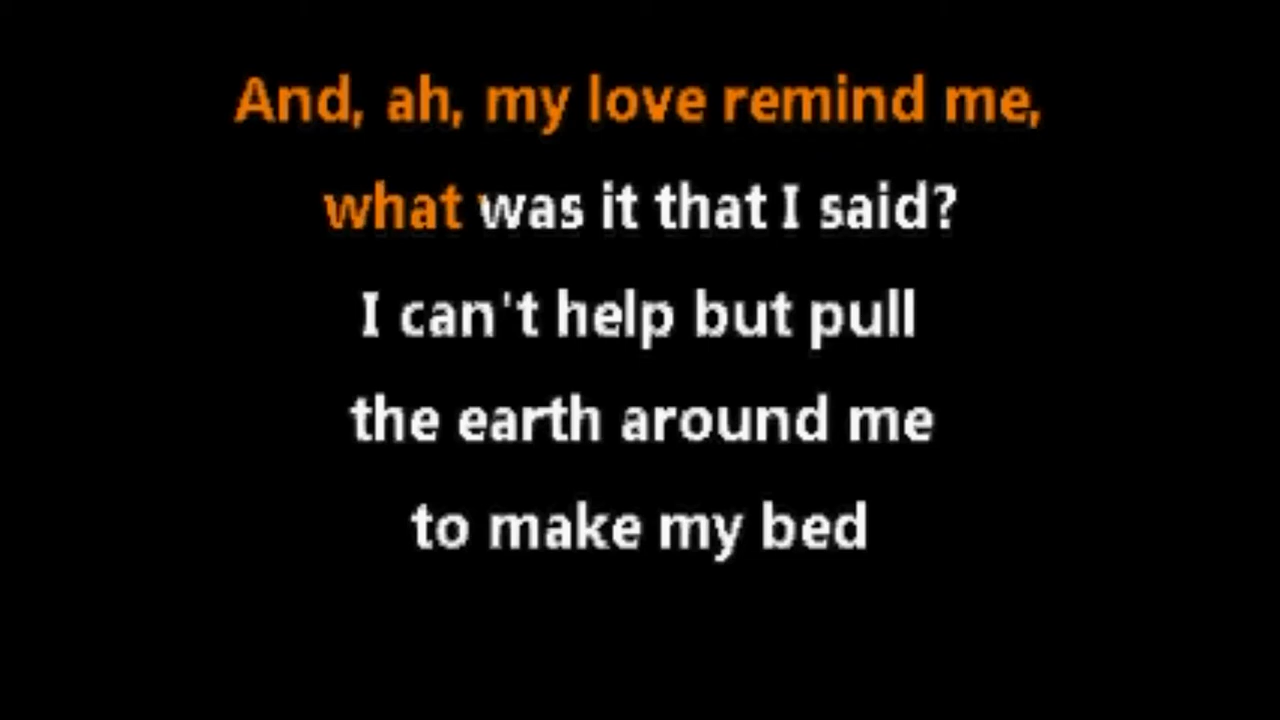 And, ah, my love remind me,
what was it that I said?
I can't help but pull
the earth around me
to make my bed